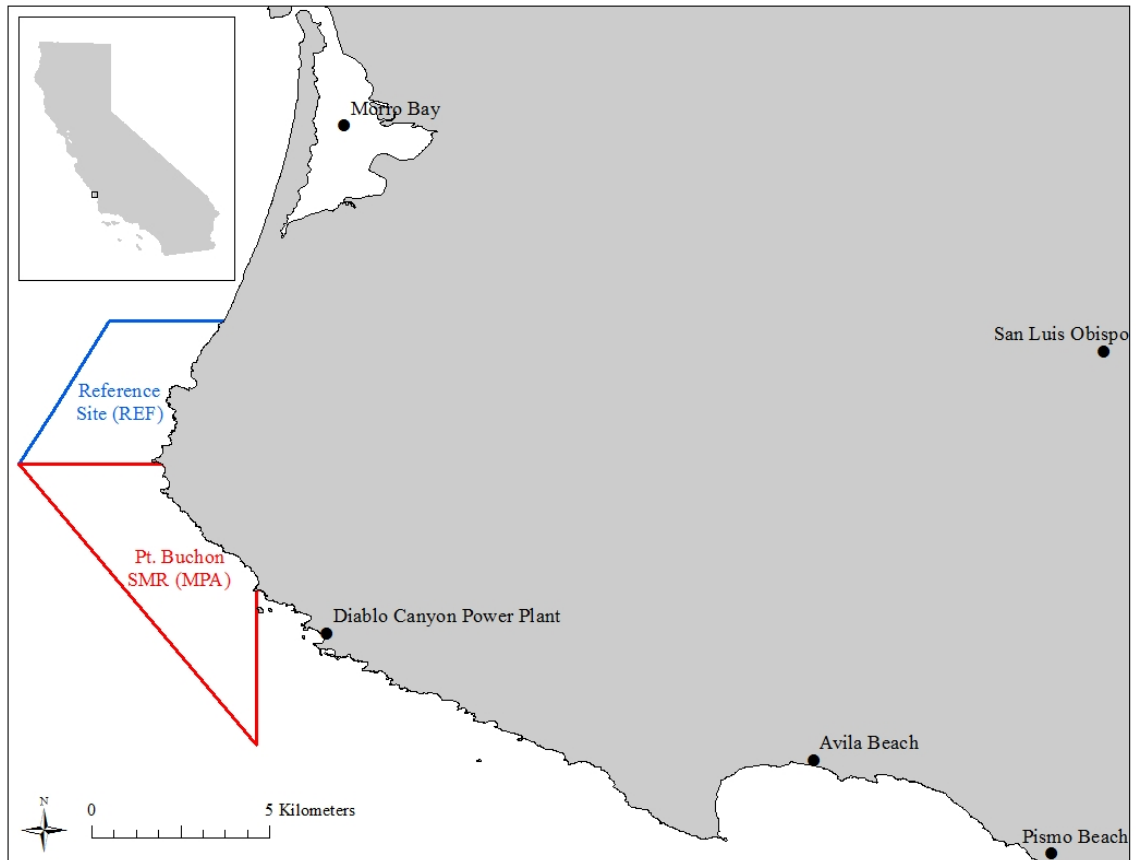 Morro Bay
San Luis Obispo
Reference
Site (REF)
Pt. Buchon
SMR (MPA)
Diablo Canyon Power Plant
Avila Beach
N
0
5 Kilometers
Pismo Beach